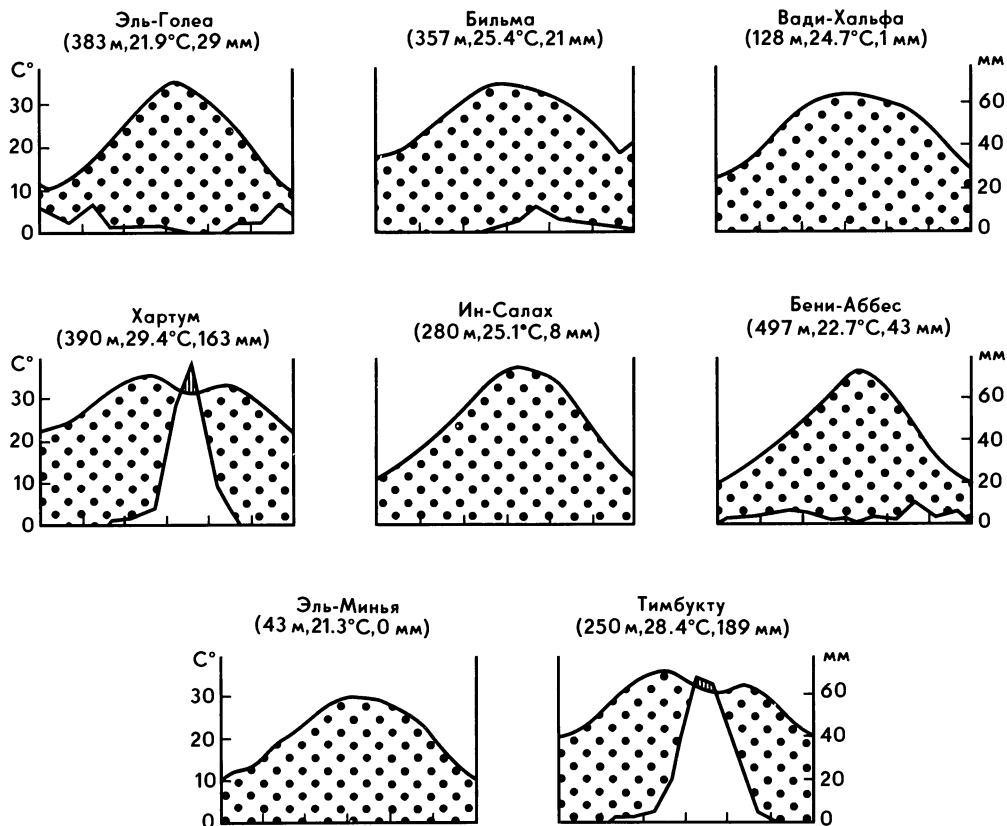 Эль-Голеа
(383 м, 21.9°C, 29 мм)
Бильма
(357 м, 25.4°C, 21 мм)
Вади-Хальфа
(128 м, 24.7°C, 1 мм)
C°
30
20
10
0
мм
60
40
20
0
Хартум
(390 м, 29.4°C, 163 мм)
Ин-Салах
(280 м, 25.1°C, 8 мм)
Бени-Аббес
(497 м, 22.7°C, 43 мм)
C°
30
20
10
0
мм
60
40
20
0
Эль-Минья
(43 м, 21.3°C, 0 мм)
Тимбукту
(250 м, 28.4°C, 189 мм)
C°
30
20
10
0
мм
60
40
20
0